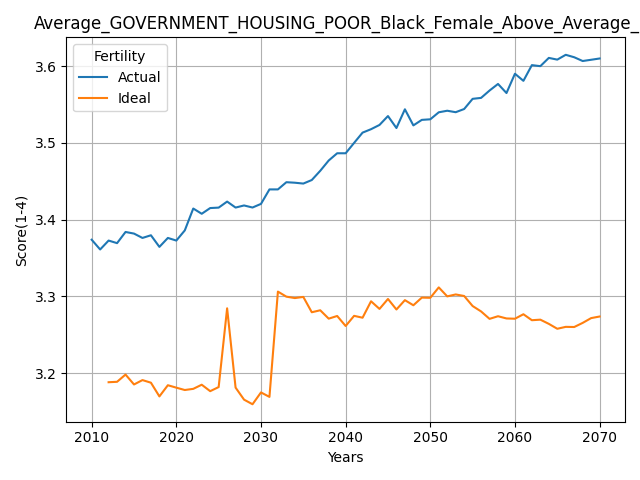 Average_GOVERNMENT_HOUSING_POOR_Black_Female_Above_Average_
Fertility
Actual
Ideal
Score(1-4)
3.6
3.5
3.4
3.3
3.2
2010 2020 2030 2040 2050 2060 2070
Years